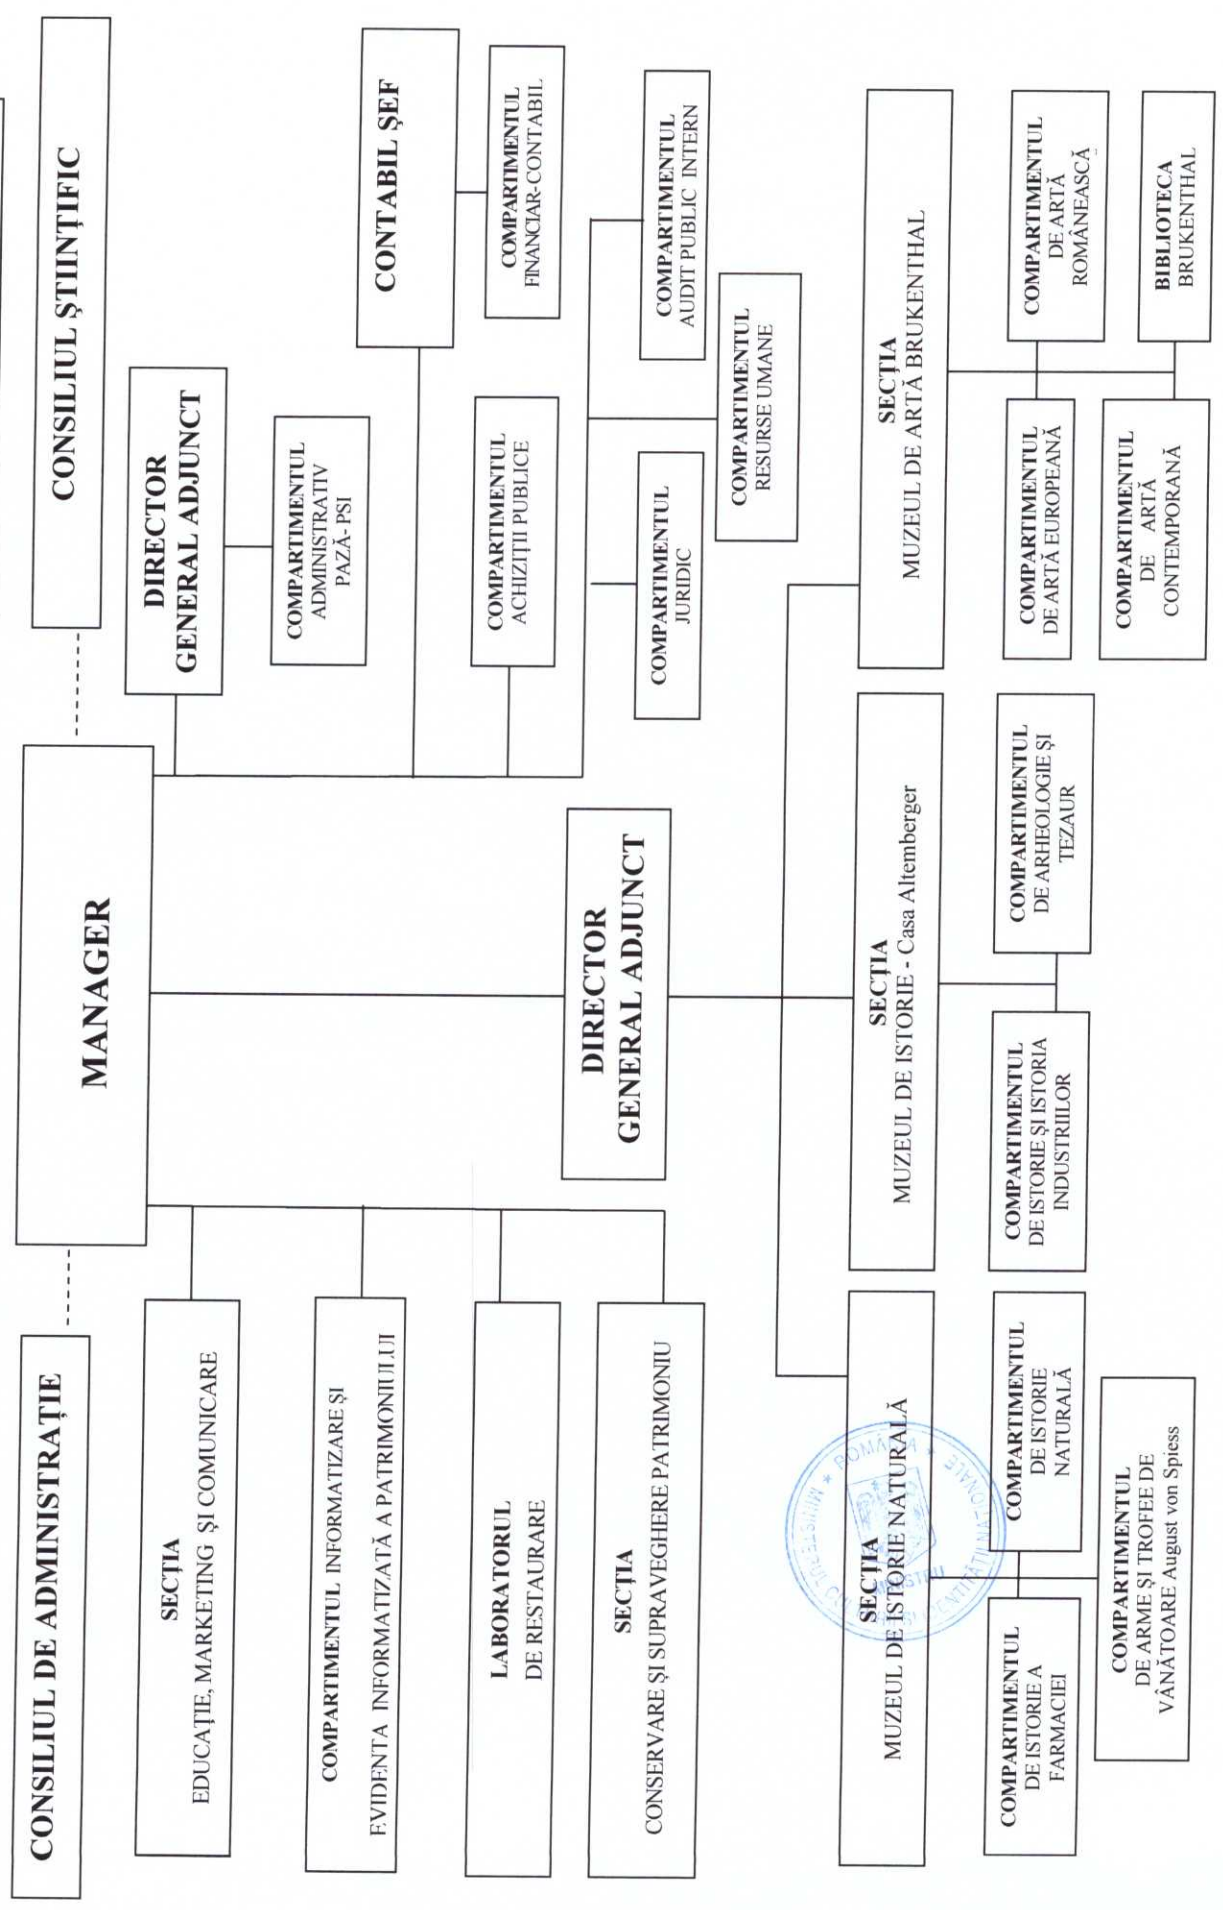 CONSILIUL DE ADMINISTRAȚIE
MANAGER
CONSILIUL ȘTIINȚIFIC
SECȚIA
EDUCAȚIE, MARKETING ȘI COMUNICARE
COMPARTIMENTUL INFORMATIZARE ȘI
EVIDENTA INFORMATIZATĂ A PATRIMONIULUI
LABORATORUL
DE RESTAURARE
SECȚIA
CONSERVARE ȘI SUPRAVEGHERE PATRIMONIU
DIRECTOR
GENERAL ADJUNCT
COMPARTIMENTUL
ADMINISTRATIV
PAZĂ- PSI
CONTABIL ȘEF
COMPARTIMENTUL
FINANCIAR-CONTABIL
COMPARTIMENTUL
ACHIZIȚII PUBLICE
COMPARTIMENTUL
JURIDIC
COMPARTIMENTUL
AUDIT PUBLIC INTERN
COMPARTIMENTUL
RESURSE UMANE
DIRECTOR
GENERAL ADJUNCT
SECȚIA
MUZEUL DE ISTORIE NATURALĂ
COMPARTIMENTUL
DE ISTORIE A
FARMACIEI
COMPARTIMENTUL
DE ISTORIE
NATURALĂ
COMPARTIMENTUL
DE ARME ȘI TROFEE DE
VÂNĂTOARE August von Spiess
SECȚIA
MUZEUL DE ISTORIE - Casa Altemberger
COMPARTIMENTUL
DE ISTORIE ȘI ISTORIA
INDUSTRIILOR
COMPARTIMENTUL
DE ARHEOLOGIE ȘI
TEZAUR
SECȚIA
MUZEUL DE ARTĂ BRUKENTHAL
COMPARTIMENTUL
DE ARTĂ EUROPEANĂ
COMPARTIMENTUL
DE ARTĂ
ROMÂNEASCĂ
COMPARTIMENTUL
DE ARTĂ
CONTEMPORANĂ
BIBLIOTECA
BRUKENTHAL
ROMÂNIA
MINISTERUL
IDENTITĂȚII NAȚIONALE